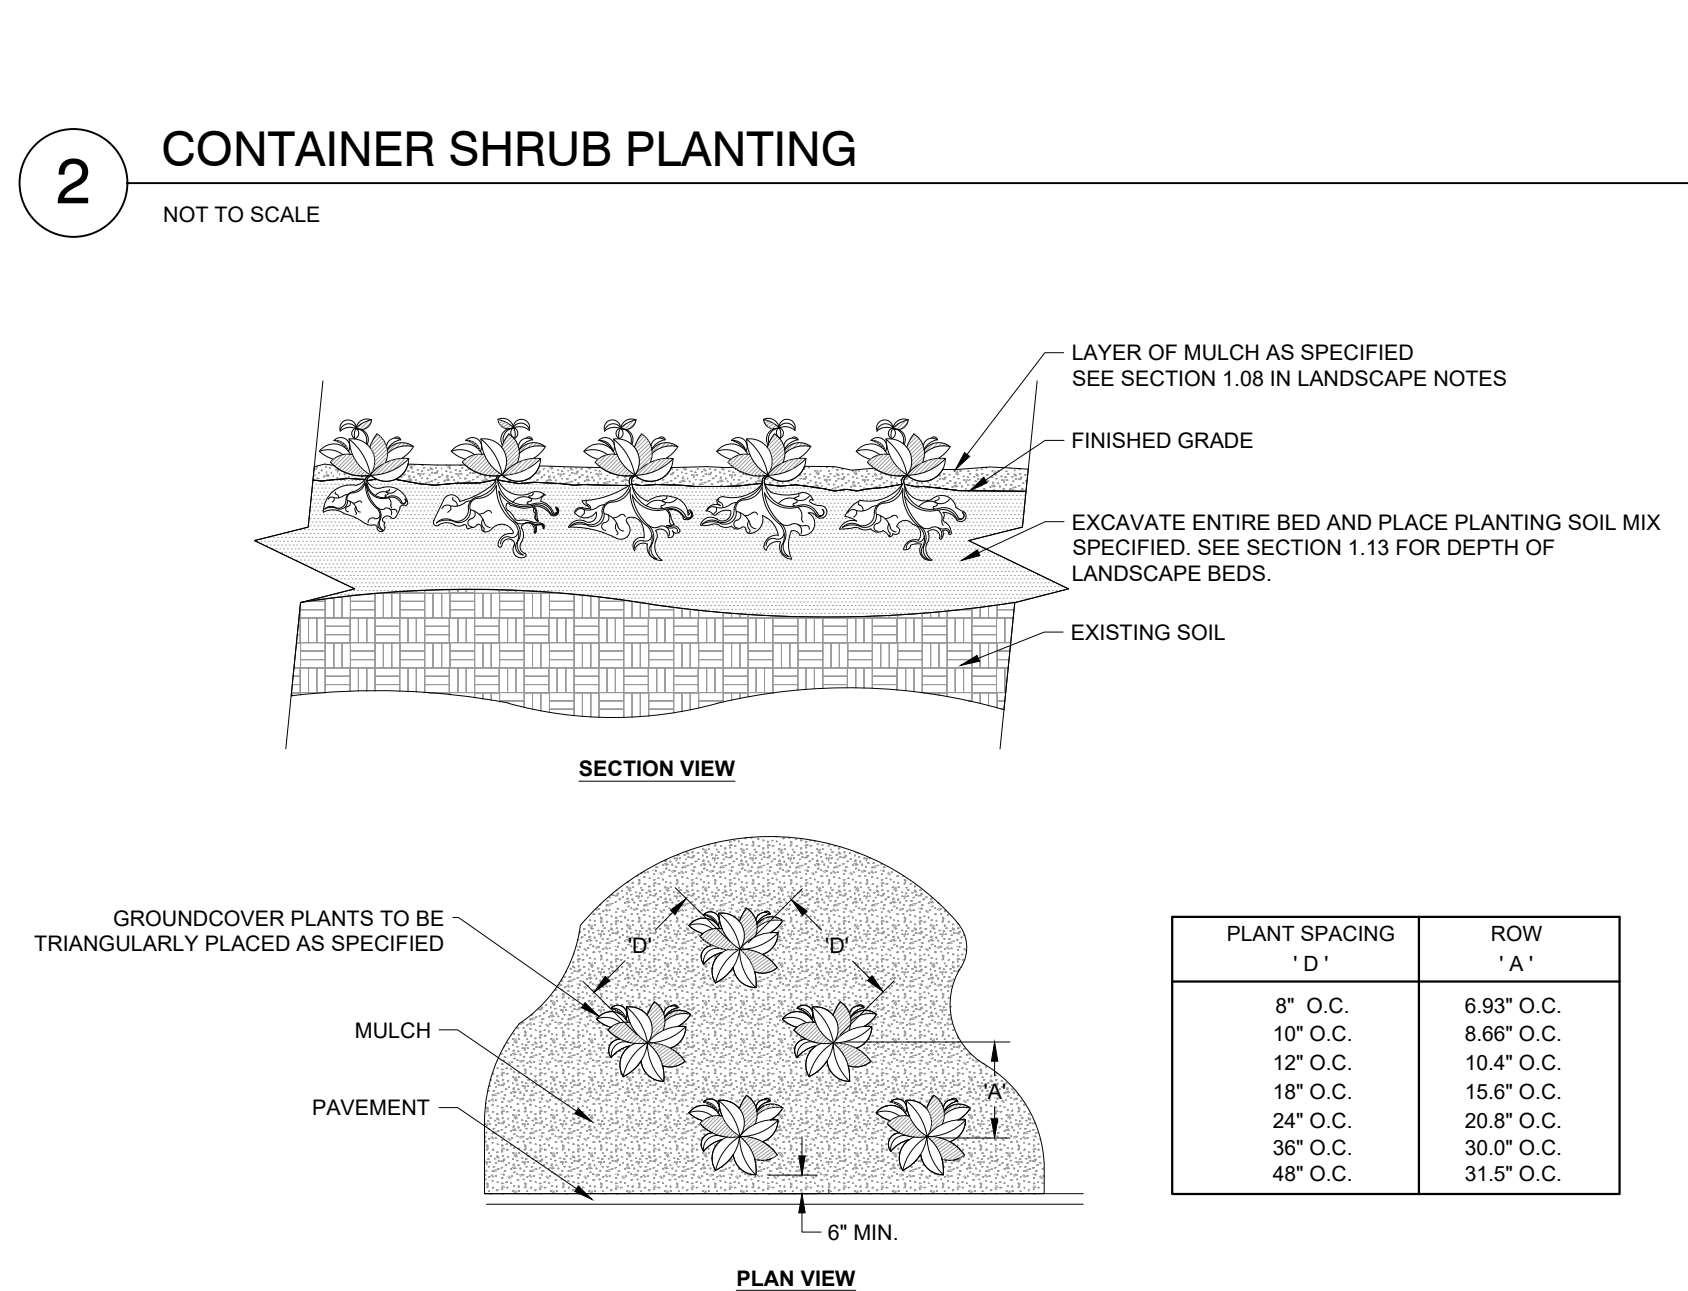 2
CONTAINER SHRUB PLANTING
NOT TO SCALE
LAYER OF MULCH AS SPECIFIED
SEE SECTION 1.08 IN LANDSCAPE NOTES
FINISHED GRADE
EXCAVATE ENTIRE BED AND PLACE PLANTING SOIL MIX
SPECIFIED. SEE SECTION 1.13 FOR DEPTH OF
LANDSCAPE BEDS.
EXISTING SOIL
SECTION VIEW
GROUNDCOVER PLANTS TO BE
TRIANGULARLY PLACED AS SPECIFIED
MULCH
PAVEMENT
'D' 'D'
'A'
6" MIN.
PLAN VIEW
PLANT SPACING ROW
' D ' ' A '
8" O.C. 6.93" O.C.
10" O.C. 8.66" O.C.
12" O.C. 10.4" O.C.
18" O.C. 15.6" O.C.
24" O.C. 20.8" O.C.
36" O.C. 30.0" O.C.
48" O.C. 31.5" O.C.